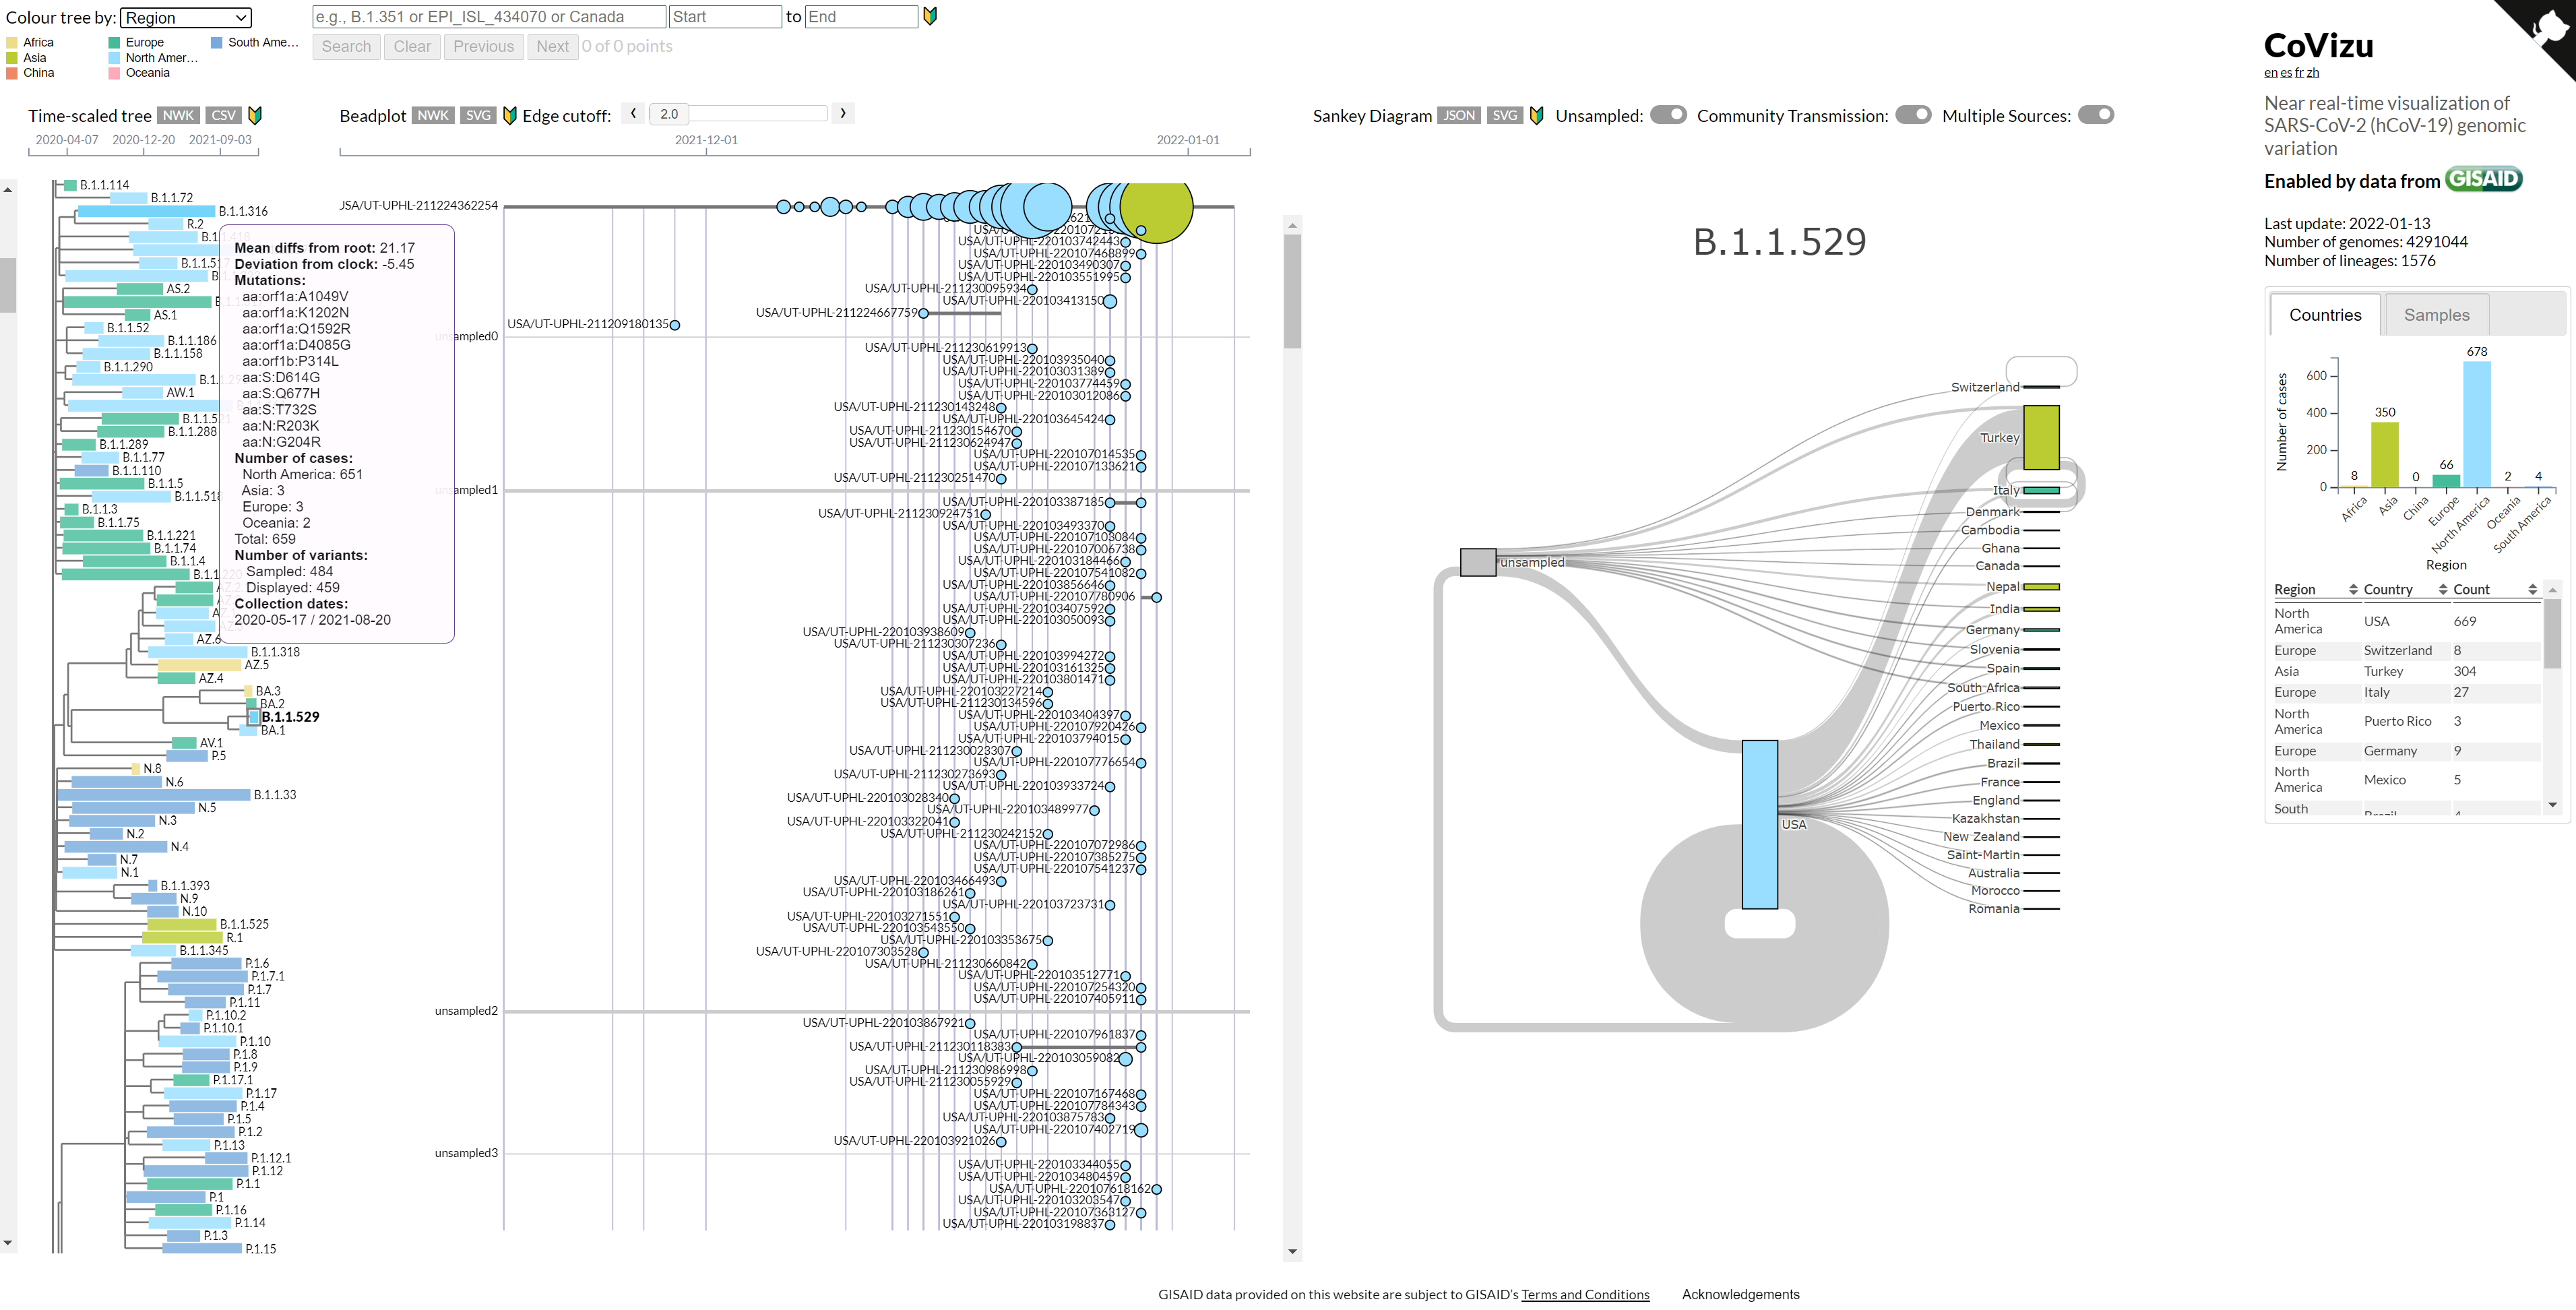 Colour tree by: Region
Africa
Asia
China
Europe
North Amer…
Oceania
South Ame…
e.g., B.1.351 or EPI_ISL_434070 or Canada
Start
to
End
Search
Clear
Previous
Next
0 of 0 points
Time-scaled tree NWK CSV
2020-04-07 2020-12-20 2021-09-03
B.1.1.114
B.1.1.72
B.1.1.316
R.2
AS.2
AS.1
B.1.1.52
B.1.1.186
B.1.1.158
B.1.1.290
AW.1
B.1.1.288
B.1.1.289
B.1.1.77
B.1.1.110
B.1.1.5
B.1.1.518
B.1.1.3
B.1.1.75
B.1.1.221
B.1.1.74
B.1.1.4
AZ.6
B.1.1.318
AZ.5
AZ.4
BA.3
BA.2
B.1.1.529
BA.1
AV.1
P.5
N.8
N.6
B.1.1.33
N.5
N.3
N.2
N.4
N.7
N.1
B.1.1.393
N.9
N.10
B.1.1.525
R.1
B.1.1.345
P.1.6
P.1.7.1
P.1.7
P.1.11
P.1.10.2
P.1.10.1
P.1.10
P.1.8
P.1.9
P.1.17.1
P.1.17
P.1.4
P.1.5
P.1.2
P.1.13
P.1.12.1
P.1.12
P.1.1
P.1
P.1.16
P.1.14
P.1.3
P.1.15
Mean diffs from root: 21.17
Deviation from clock: -5.45
Mutations:
aa:orf1a:A1049V
aa:orf1a:K1202N
aa:orf1a:Q1592R
aa:orf1a:D4085G
aa:orf1b:P314L
aa:S:D614G
aa:S:Q677H
aa:S:T732S
aa:N:R203K
aa:N:G204R
Number of cases:
North America: 651
Asia: 3
Europe: 3
Oceania: 2
Total: 659
Number of variants:
Sampled: 484
Displayed: 459
Collection dates:
2020-05-17 / 2021-08-20
Beadplot NWK SVG Edge cutoff: 2.0
2021-12-01 2022-01-01
JSA/UT-UPHL-211224362254
USA/UT-UPHL-220103742443
USA/UT-UPHL-220107468899
USA/UT-UPHL-220103490307
USA/UT-UPHL-220103551995
USA/UT-UPHL-211230095934
USA/UT-UPHL-220103413150
USA/UT-UPHL-211224667759
USA/UT-UPHL-211209180135
unsampled0
USA/UT-UPHL-211230619913
USA/UT-UPHL-220103935040
USA/UT-UPHL-220103031389
USA/UT-UPHL-220103774459
USA/UT-UPHL-220103012086
USA/UT-UPHL-211230143248
USA/UT-UPHL-220103645424
USA/UT-UPHL-211230154670
USA/UT-UPHL-211230624947
USA/UT-UPHL-220107014535
USA/UT-UPHL-220107133621
USA/UT-UPHL-211230251470
unsampled1
USA/UT-UPHL-220103387185
USA/UT-UPHL-211230924751
USA/UT-UPHL-220103493370
USA/UT-UPHL-220107103084
USA/UT-UPHL-220107006738
USA/UT-UPHL-220103184466
USA/UT-UPHL-220107541082
USA/UT-UPHL-220103856646
USA/UT-UPHL-220107780906
USA/UT-UPHL-220103407592
USA/UT-UPHL-220103050093
USA/UT-UPHL-220103938609
USA/UT-UPHL-211230307236
USA/UT-UPHL-220103994272
USA/UT-UPHL-220103161325
USA/UT-UPHL-220103801471
USA/UT-UPHL-220103227214
USA/UT-UPHL-211230134596
USA/UT-UPHL-220103404397
USA/UT-UPHL-220107920426
USA/UT-UPHL-220103794015
USA/UT-UPHL-211230023307
USA/UT-UPHL-220107776654
USA/UT-UPHL-211230273693
USA/UT-UPHL-220103933724
USA/UT-UPHL-220103028340
USA/UT-UPHL-220103489977
USA/UT-UPHL-220103322041
USA/UT-UPHL-211230242152
USA/UT-UPHL-220107072986
USA/UT-UPHL-220107385275
USA/UT-UPHL-220107541237
USA/UT-UPHL-220103466493
USA/UT-UPHL-220103186261
USA/UT-UPHL-220103723731
USA/UT-UPHL-220103271551
USA/UT-UPHL-220103543550
USA/UT-UPHL-220103353675
USA/UT-UPHL-220107303528
USA/UT-UPHL-211230660842
USA/UT-UPHL-220103512771
USA/UT-UPHL-220107254320
USA/UT-UPHL-220107405911
unsampled2
USA/UT-UPHL-220103867921
USA/UT-UPHL-220107961837
USA/UT-UPHL-211230118383
USA/UT-UPHL-220103059082
USA/UT-UPHL-211230986998
USA/UT-UPHL-211230055929
USA/UT-UPHL-220107167468
USA/UT-UPHL-220107784343
USA/UT-UPHL-220103875783
USA/UT-UPHL-220107402719
USA/UT-UPHL-220103921026
unsampled3
USA/UT-UPHL-220103344055
USA/UT-UPHL-220103480459
USA/UT-UPHL-220107618162
USA/UT-UPHL-220103203547
USA/UT-UPHL-220107363127
USA/UT-UPHL-220103198837
Sankey Diagram JSON SVG Unsampled: Community Transmission: Multiple Sources:
B.1.1.529
unsampled
USA
Switzerland
Turkey
Italy
Denmark
Cambodia
Ghana
Canada
Nepal
India
Germany
Slovenia
Spain
South Africa
Puerto Rico
Mexico
Thailand
Brazil
France
England
Kazakhstan
New Zealand
Saint-Martin
Australia
Morocco
Romania
CoVizu
en es fr zh
Near real-time visualization of
SARS-CoV-2 (hCoV-19) genomic
variation
Enabled by data from GISAID
Last update: 2022-01-13
Number of genomes: 4291044
Number of lineages: 1576
Countries Samples
Number of cases
600
400
200
0
8 350 0 66 678 2 4
Africa Asia China Europe North America Oceania South America
Region
Region Country Count
North America USA 669
Europe Switzerland 8
Asia Turkey 304
Europe Italy 27
North America Puerto Rico 3
Europe Germany 9
North America Mexico 5
South Brazil 4
GISAID data provided on this website are subject to GISAID's Terms and Conditions Acknowledgements